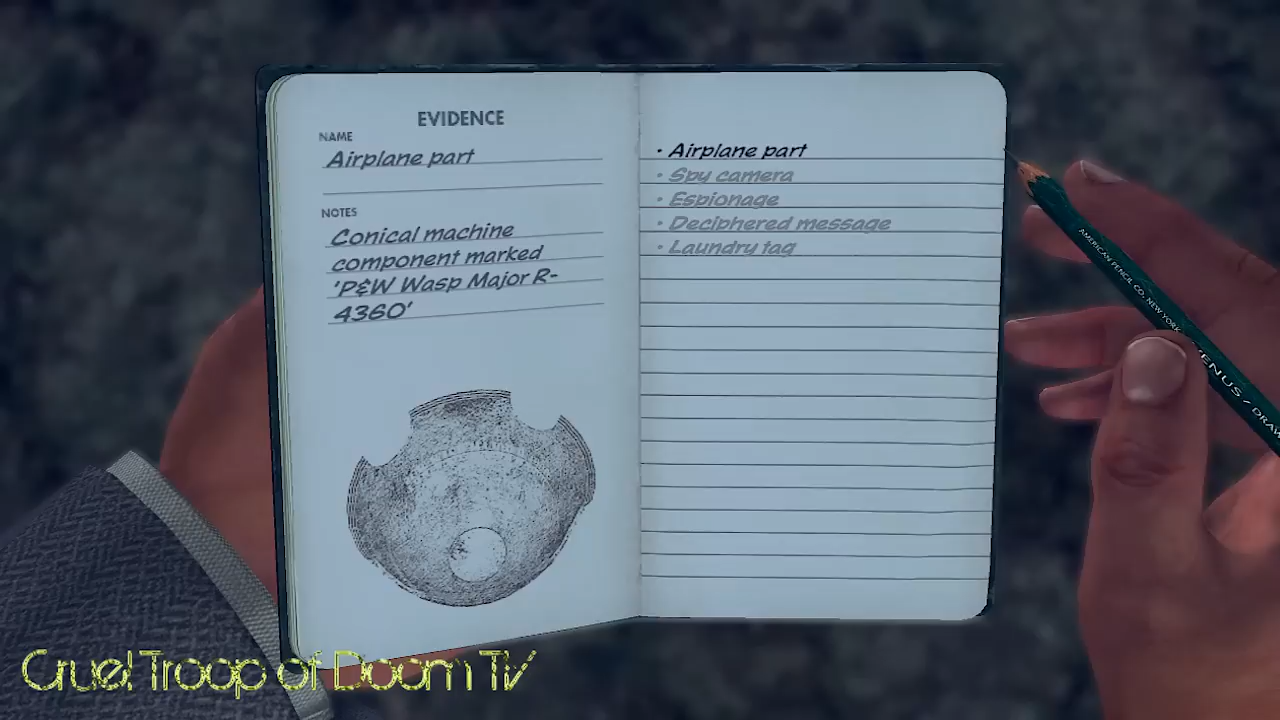 EVIDENCE
NAME
Airplane part
NOTES
Conical machine
component marked
'P&W Wasp Major R-
4360'
• Airplane part
• Spy camera
• Espionage
• Deciphered message
• Laundry tag
AMERICAN PENCIL CO. NEW YORK
VENUS / DRAW
Cruel Troop of Doom TV